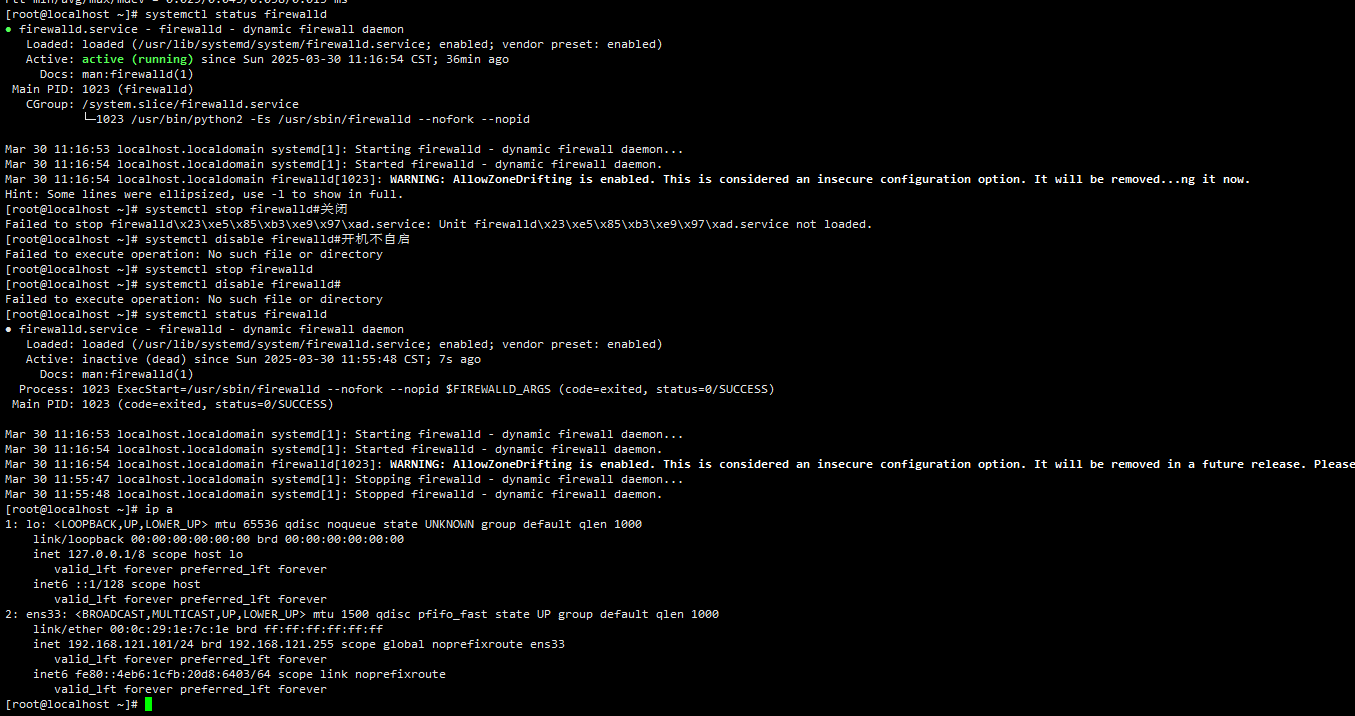 [root@localhost ~]# systemctl status firewalld
● firewalld.service - firewalld - dynamic firewall daemon
   Loaded: loaded (/usr/lib/systemd/system/firewalld.service; enabled; vendor preset: enabled)
   Active: active (running) since Sun 2025-03-30 11:16:54 CST; 36min ago
     Docs: man:firewalld(1)
 Main PID: 1023 (firewalld)
   CGroup: /system.slice/firewalld.service
           └─1023 /usr/bin/python2 -Es /usr/sbin/firewalld --nofork --nopid
Mar 30 11:16:53 localhost.localdomain systemd[1]: Starting firewalld - dynamic firewall daemon...
Mar 30 11:16:54 localhost.localdomain systemd[1]: Started firewalld - dynamic firewall daemon.
Mar 30 11:16:54 localhost.localdomain firewalld[1023]: WARNING: AllowZoneDrifting is enabled. This is considered an insecure configuration option. It will be removed...ng it now.
Hint: Some lines were ellipsized, use -l to show in full.
[root@localhost ~]# systemctl stop firewalld#关闭
Failed to stop firewalld\x23\xe5\x85\xb3\xe9\x97\xad.service: Unit firewalld\x23\xe5\x85\xb3\xe9\x97\xad.service not loaded.
[root@localhost ~]# systemctl disable firewalld#开机不自启
Failed to execute operation: No such file or directory
[root@localhost ~]# systemctl stop firewalld
[root@localhost ~]# systemctl disable firewalld#
Failed to execute operation: No such file or directory
[root@localhost ~]# systemctl status firewalld
● firewalld.service - firewalld - dynamic firewall daemon
   Loaded: loaded (/usr/lib/systemd/system/firewalld.service; enabled; vendor preset: enabled)
   Active: inactive (dead) since Sun 2025-03-30 11:55:48 CST; 7s ago
     Docs: man:firewalld(1)
  Process: 1023 ExecStart=/usr/sbin/firewalld --nofork --nopid $FIREWALLD_ARGS (code=exited, status=0/SUCCESS)
 Main PID: 1023 (code=exited, status=0/SUCCESS)
Mar 30 11:16:53 localhost.localdomain systemd[1]: Starting firewalld - dynamic firewall daemon...
Mar 30 11:16:54 localhost.localdomain systemd[1]: Started firewalld - dynamic firewall daemon.
Mar 30 11:16:54 localhost.localdomain firewalld[1023]: WARNING: AllowZoneDrifting is enabled. This is considered an insecure configuration option. It will be removed in a future release. Please
Mar 30 11:55:47 localhost.localdomain systemd[1]: Stopping firewalld - dynamic firewall daemon...
Mar 30 11:55:48 localhost.localdomain systemd[1]: Stopped firewalld - dynamic firewall daemon.
[root@localhost ~]# ip a
1: lo: <LOOPBACK,UP,LOWER_UP> mtu 65536 qdisc noqueue state UNKNOWN group default qlen 1000
    link/loopback 00:00:00:00:00:00 brd 00:00:00:00:00:00
    inet 127.0.0.1/8 scope host lo
       valid_lft forever preferred_lft forever
    inet6 ::1/128 scope host
       valid_lft forever preferred_lft forever
2: ens33: <BROADCAST,MULTICAST,UP,LOWER_UP> mtu 1500 qdisc pfifo_fast state UP group default qlen 1000
    link/ether 00:0c:29:1e:7c:1e brd ff:ff:ff:ff:ff:ff
    inet 192.168.121.101/24 brd 192.168.121.255 scope global noprefixroute ens33
       valid_lft forever preferred_lft forever
    inet6 fe80::4eb6:1cfb:20d8:6403/64 scope link noprefixroute
       valid_lft forever preferred_lft forever
[root@localhost ~]#